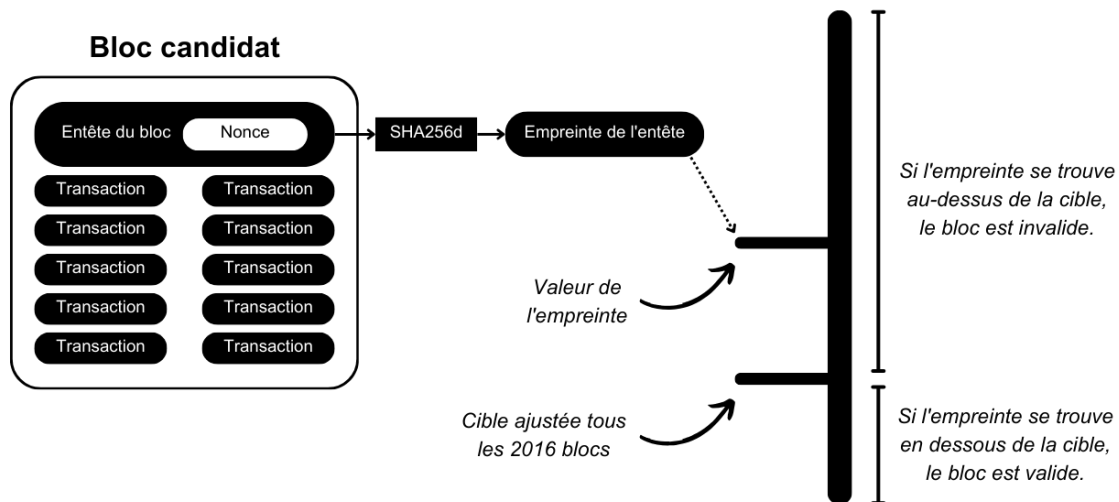 Bloc candidat
Entête du bloc
Nonce
SHA256d
Empreinte de l'entête
Transaction
Transaction
Transaction
Transaction
Transaction
Transaction
Transaction
Transaction
Transaction
Transaction
Valeur de
l'empreinte
Cible ajustée tous
les 2016 blocs
Si l'empreinte se trouve
au-dessus de la cible,
le bloc est invalide.
Si l'empreinte se trouve
en dessous de la cible,
le bloc est valide.